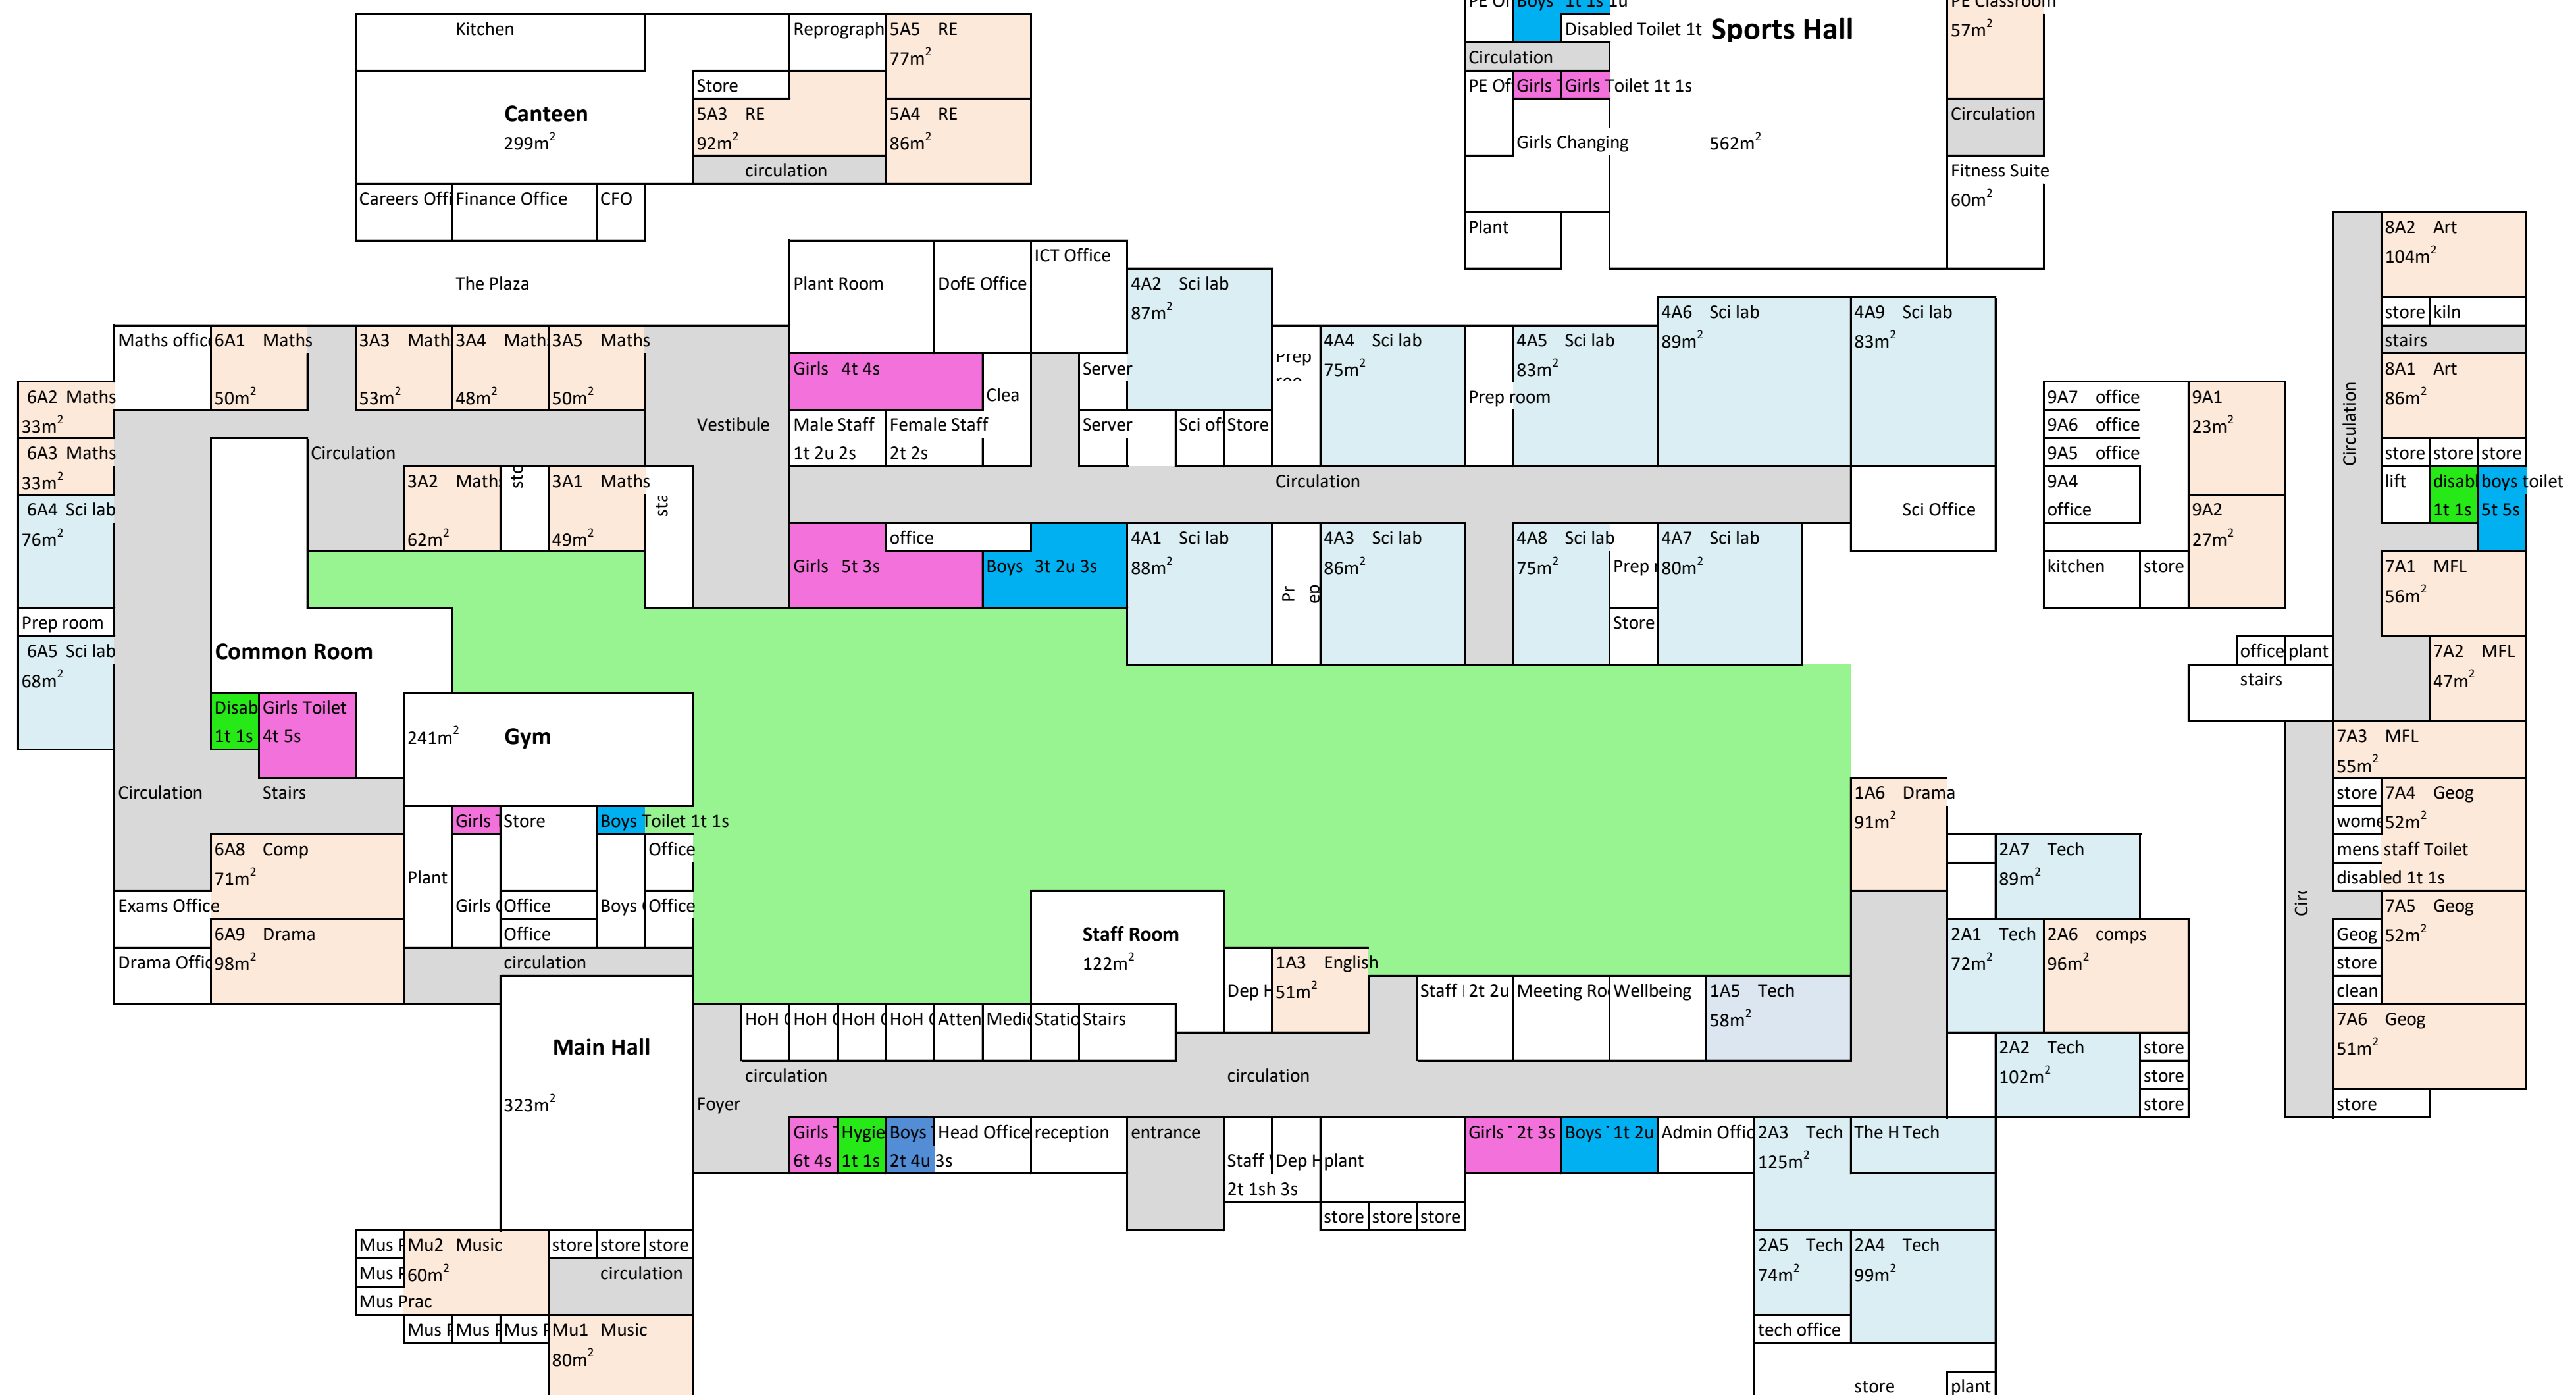 Kitchen
Reprograph
5A5 RE
77m²
Store
Canteen
299m²
5A3 RE
92m²
5A4 RE
86m²
circulation
Careers Offi
Finance Office
CFO
PE Of
Boys 1t 1s 1u
Disabled Toilet 1t
Sports Hall
562m²
Circulation
PE Of
Girls
Girls Toilet 1t 1s
Girls Changing
Plant
PE Classroom
57m²
Circulation
Fitness Suite
60m²
The Plaza
Plant Room
DofE Office
ICT Office
4A2 Sci lab
87m²
Maths offic
6A1 Maths
50m²
3A3 Math
53m²
3A4 Math
48m²
3A5 Maths
50m²
6A2 Maths
33m²
6A3 Maths
33m²
6A4 Sci lab
76m²
Prep room
6A5 Sci lab
68m²
Circulation
3A2 Math
62m²
sto
3A1 Maths
49m²
sta
Vestibule
Girls 4t 4s
Clea
Male Staff
1t 2u 2s
Female Staff
2t 2s
Server
Server
Sci of
Store
Prep
4A4 Sci lab
75m²
Prep room
4A5 Sci lab
83m²
4A6 Sci lab
89m²
4A9 Sci lab
83m²
Circulation
Sci Office
Girls 5t 3s
office
Boys 3t 2u 3s
4A1 Sci lab
88m²
Pr
ep
4A3 Sci lab
86m²
4A8 Sci lab
75m²
Prep r
Store
4A7 Sci lab
80m²
9A7 office
9A6 office
9A5 office
9A4
office
kitchen
store
9A1
23m²
9A2
27m²
8A2 Art
104m²
store
kiln
stairs
8A1 Art
86m²
store
store
store
lift
disab
1t 1s
boys toilet
5t 5s
Circulation
7A1 MFL
56m²
office
plant
stairs
7A2 MFL
47m²
7A3 MFL
55m²
store
wome
mens staff Toilet
disabled 1t 1s
7A4 Geog
52m²
Circ
7A5 Geog
52m²
Geog
store
clean
7A6 Geog
51m²
store
Common Room
Disab
1t 1s
Girls Toilet
4t 5s
Circulation
Stairs
241m²
Gym
Girls T
Store
Boys Toilet 1t 1s
Plant
Girls C
Office
Office
Boys
Office
Office
6A8 Comp
71m²
Exams Office
6A9 Drama
98m²
Drama Offic
circulation
Main Hall
323m²
Foyer
HoH O
HoH O
HoH O
HoH O
Atten
Medic
Static
Stairs
Staff Room
122m²
Dep H
1A3 English
51m²
Staff
2t 2u
Meeting Ro
Wellbeing
1A5 Tech
58m²
1A6 Drama
91m²
circulation
circulation
Girls T
6t 4s
Hygie
1t 1s
Boys T
2t 4u 3s
Head Office
reception
entrance
Staff
2t 1sh 3s
Dep H
plant
store
store
store
Girls T
2t 3s
Boys T
1t 2u
Admin Offic
2A7 Tech
89m²
2A1 Tech
72m²
2A6 comps
96m²
2A2 Tech
102m²
store
store
store
2A3 Tech
125m²
The H Tech
2A5 Tech
74m²
2A4 Tech
99m²
tech office
store
plant
Mus P
Mus P
Mus Prac
Mu2 Music
60m²
store
store
store
circulation
Mus P
Mus P
Mus P
Mu1 Music
80m²